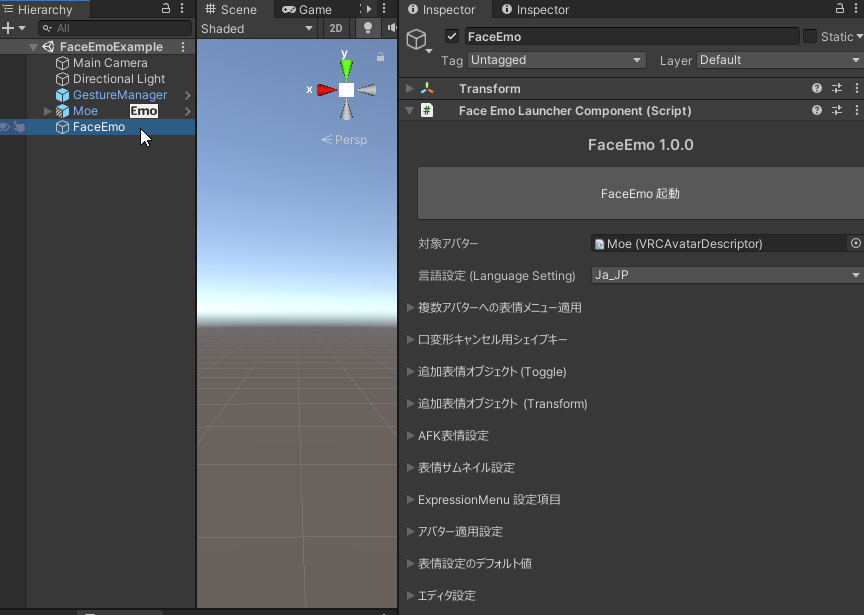 Hierarchy
All
FaceEmoExample
Main Camera
Directional Light
GestureManager
Moe Emo
FaceEmo
Scene
Game
Shaded
2D
y
x
Persp
Inspector
Inspector
FaceEmo
Static
Tag Untagged
Layer Default
Transform
Face Emo Launcher Component (Script)
FaceEmo 1.0.0
FaceEmo 起動
対象アバター
Moe (VRCAvatarDescriptor)
言語設定 (Language Setting)
Ja_JP
複数アバターへの表情メニュー適用
口変形キャンセル用シェイプキー
追加表情オブジェクト (Toggle)
追加表情オブジェクト (Transform)
AFK表情設定
表情サムネイル設定
ExpressionMenu 設定項目
アバター適用設定
表情設定のデフォルト値
エディタ設定